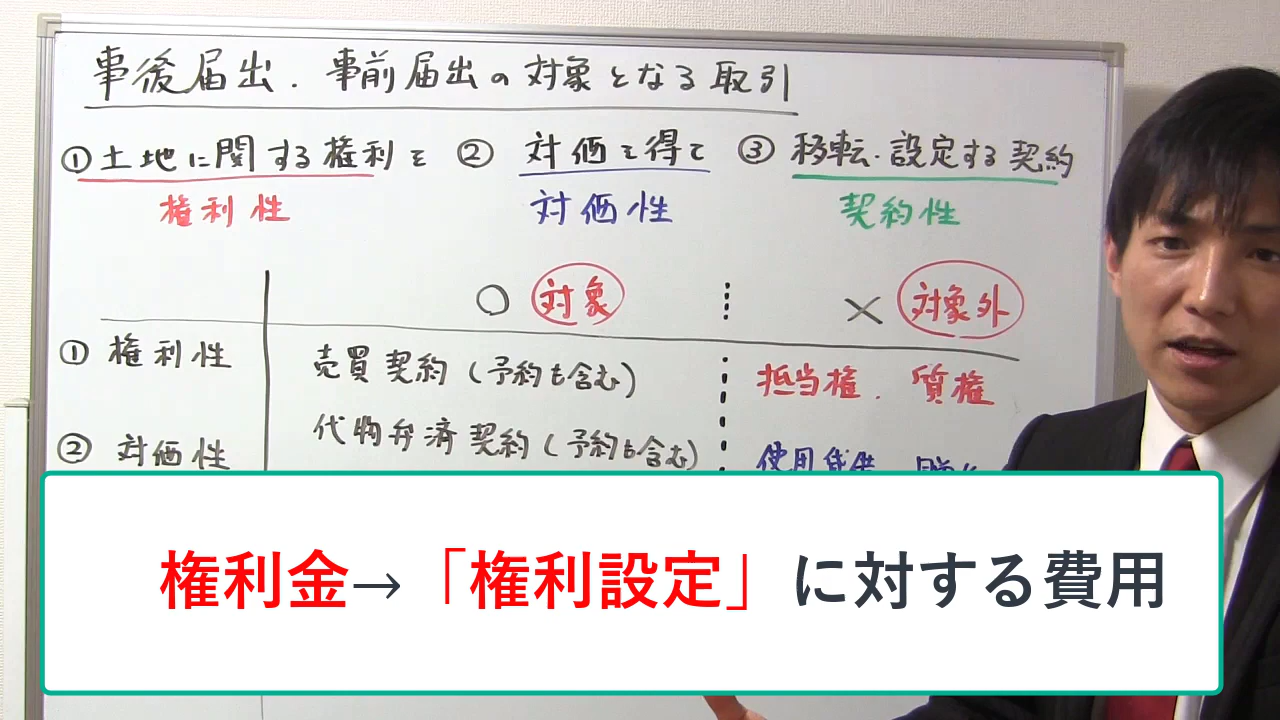 事後届出・事前届出の対象となる取引
①土地に関する権利を ② 対価を得て ③ 移転・設定する契約
権利性 対価性 契約性
○ 対象 × 対象外
① 権利性 売買契約(予約も含む) 抵当権・質権
② 対価性 代物弁済契約(予約も含む) 使用貸借
権利金→「権利設定」に対する費用